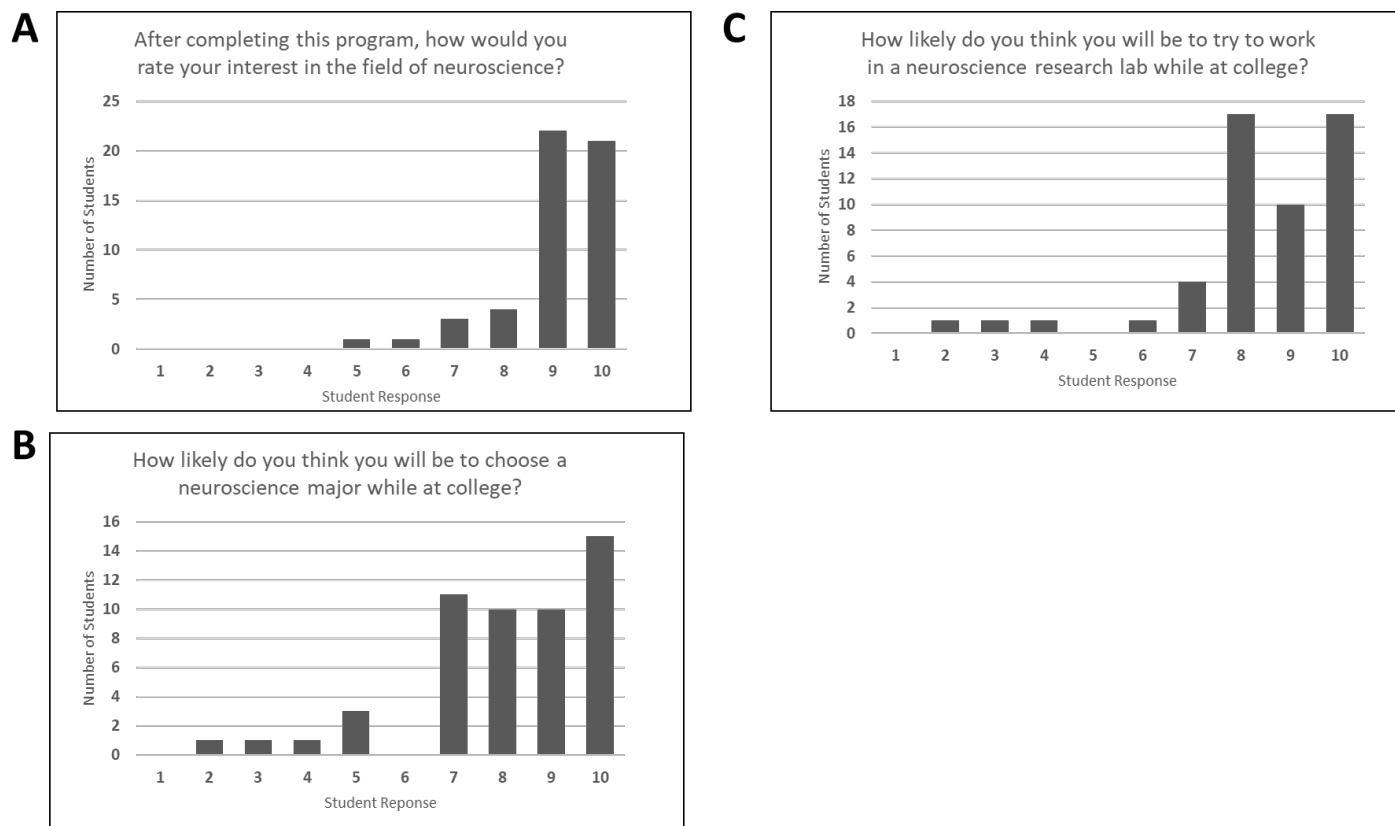 A
After completing this program, how would you
rate your interest in the field of neuroscience?
25
20
15
10
5
0
Number of Students
1 2 3 4 5 6 7 8 9 10
Student Response
B
How likely do you think you will be to choose a
neuroscience major while at college?
16
14
12
10
8
6
4
2
0
Number of Students
1 2 3 4 5 6 7 8 9 10
Student Reponse
C
How likely do you think you will be to try to work
in a neuroscience research lab while at college?
18
16
14
12
10
8
6
4
2
0
Number of Students
1 2 3 4 5 6 7 8 9 10
Student Response